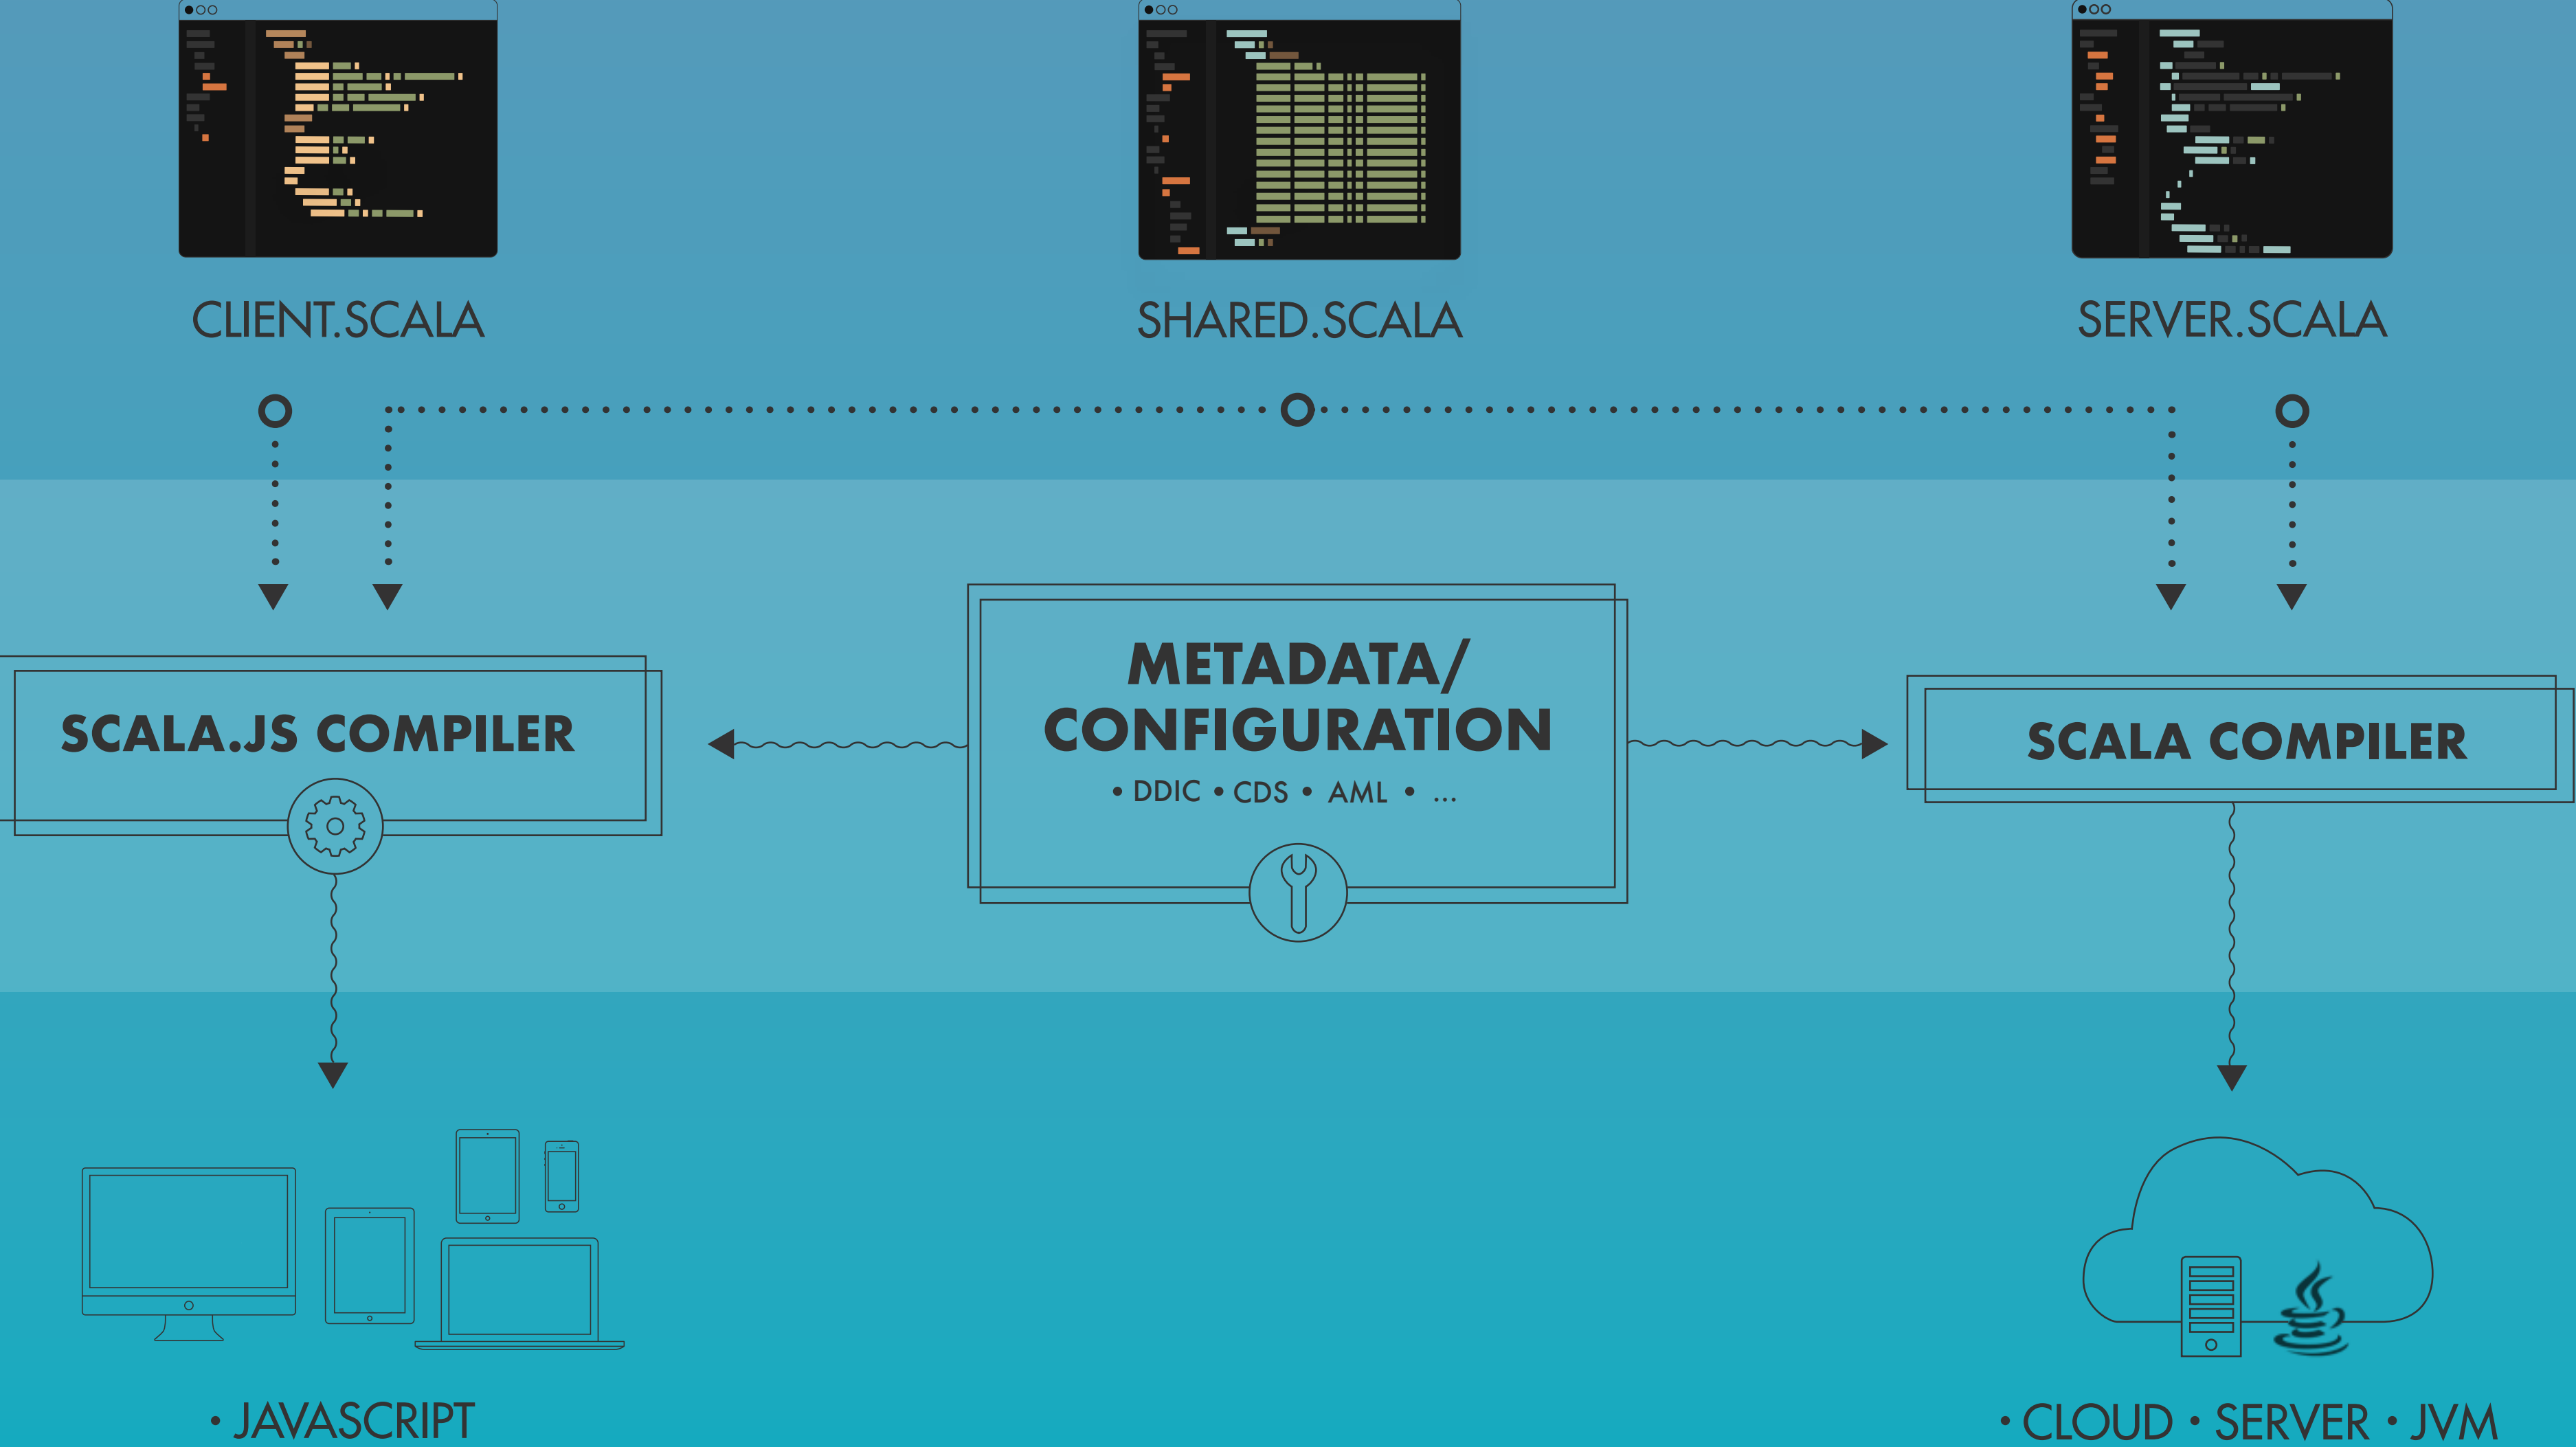 CLIENT.SCALA
SHARED.SCALA
SERVER.SCALA
SCALA.JS COMPILER
METADATA/
CONFIGURATION
• DDIC • CDS • AML • ...
SCALA COMPILER
• JAVASCRIPT
• CLOUD • SERVER • JVM